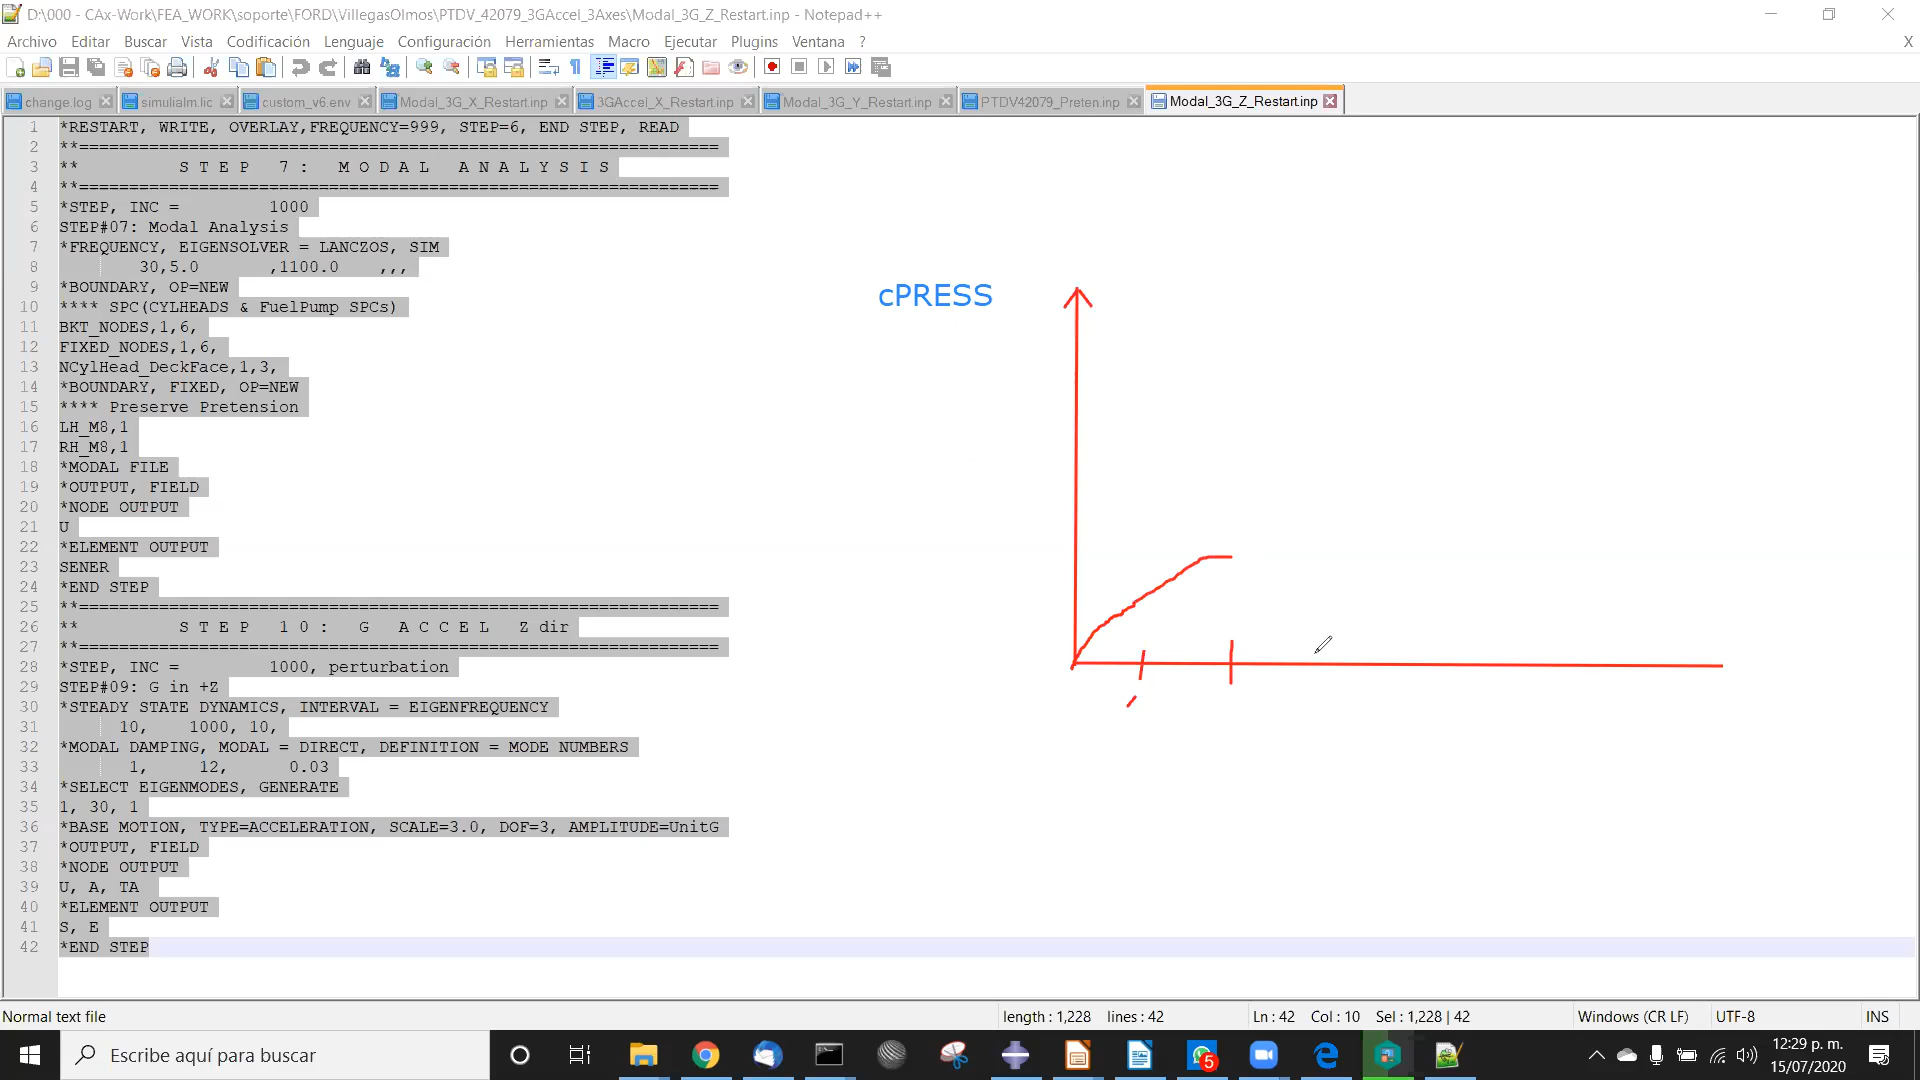 D:\000 - CAx-Work\FEA_WORK\soporte\FORD\VillegasOlmos\PTDV_42079_3GAccel_3Axes\Modal_3G_Z_Restart.inp - Notepad++
Archivo Editar Buscar Vista Codificación Lenguaje Configuración Herramientas Macro Ejecutar Plugins Ventana ? X
change.log simulialm.lic custom_v6.env Modal_3G_X_Restart.inp 3GAccel_X_Restart.inp Modal_3G_Y_Restart.inp PTDV42079_Preten.inp Modal_3G_Z_Restart.inp
1 *RESTART, WRITE, OVERLAY,FREQUENCY=999, STEP=6, END STEP, READ
2 **================================================================
3 ** S T E P 7 : M O D A L A N A L Y S I S
4 **================================================================
5 *STEP, INC = 1000
6 STEP#07: Modal Analysis
7 *FREQUENCY, EIGENSOLVER = LANCZOS, SIM
8 30,5.0 ,1100.0 ,,,
9 *BOUNDARY, OP=NEW
10 **** SPC(CYLHEADS & FuelPump SPCs)
11 BKT_NODES,1,6,
12 FIXED_NODES,1,6,
13 NCylHead_DeckFace,1,3,
14 *BOUNDARY, FIXED, OP=NEW
15 **** Preserve Pretension
16 LH_M8,1
17 RH_M8,1
18 *MODAL FILE
19 *OUTPUT, FIELD
20 *NODE OUTPUT
21 U
22 *ELEMENT OUTPUT
23 SENER
24 *END STEP
25 **================================================================
26 ** S T E P 1 0 : G A C C E L Z dir
27 **================================================================
28 *STEP, INC = 1000, perturbation
29 STEP#09: G in +Z
30 *STEADY STATE DYNAMICS, INTERVAL = EIGENFREQUENCY
31 10, 1000, 10,
32 *MODAL DAMPING, MODAL = DIRECT, DEFINITION = MODE NUMBERS
33 1, 12, 0.03
34 *SELECT EIGENMODES, GENERATE
35 1, 30, 1
36 *BASE MOTION, TYPE=ACCELERATION, SCALE=3.0, DOF=3, AMPLITUDE=UnitG
37 *OUTPUT, FIELD
38 *NODE OUTPUT
39 U, A, TA
40 *ELEMENT OUTPUT
41 S, E
42 *END STEP
cPRESS
Normal text file length : 1,228 lines : 42 Ln : 42 Col : 10 Sel : 1,228 | 42 Windows (CR LF) UTF-8 INS
Escribe aquí para buscar
5
12:29 p. m.
15/07/2020